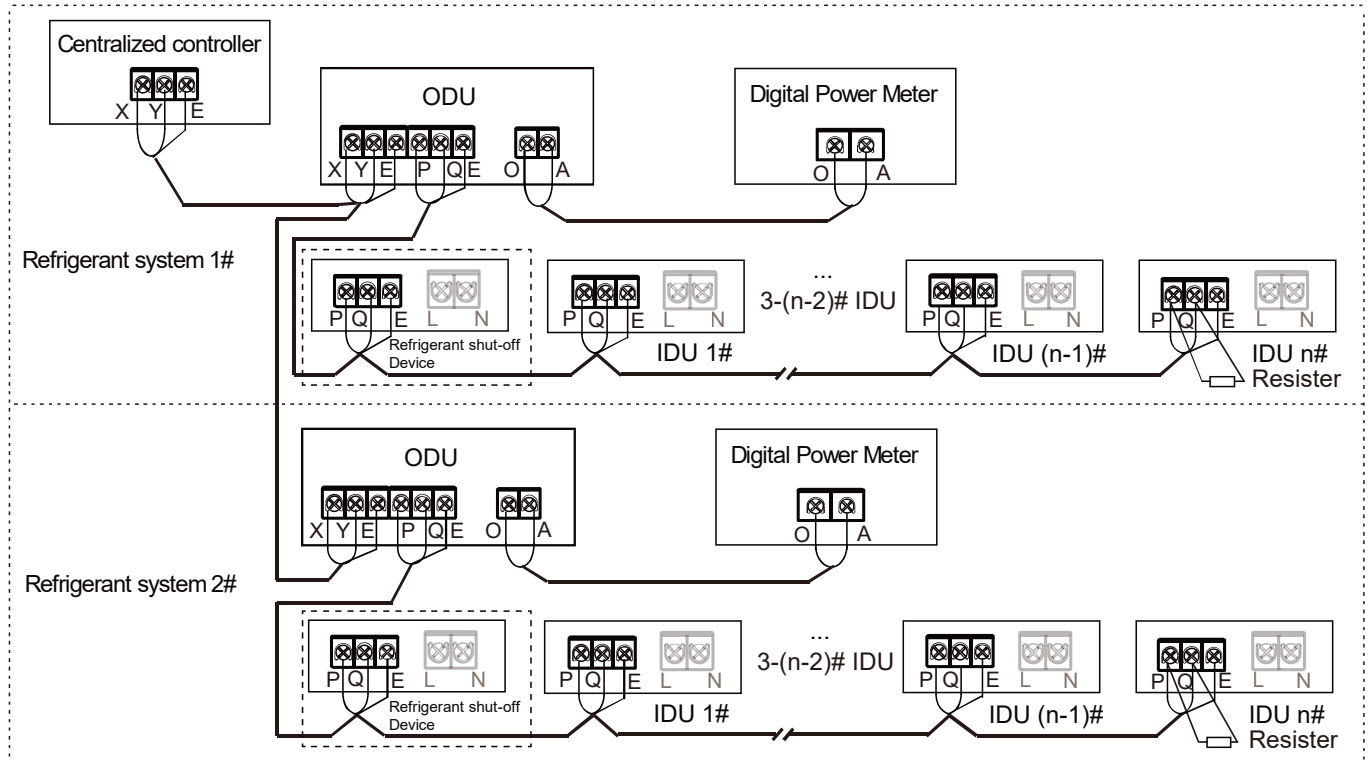 Centralized controller
X Y E
ODU
X Y E P Q E O A
Digital Power Meter
O A
Refrigerant system 1#
P Q E L N
Refrigerant shut-off
Device
P Q E L N
IDU 1#
...
3-(n-2)# IDU
P Q E L N
IDU (n-1)#
P Q E L N
IDU n#
Resister
ODU
X Y E P Q E O A
Digital Power Meter
O A
Refrigerant system 2#
P Q E L N
Refrigerant shut-off
Device
P Q E L N
IDU 1#
...
3-(n-2)# IDU
P Q E L N
IDU (n-1)#
P Q E L N
IDU n#
Resister